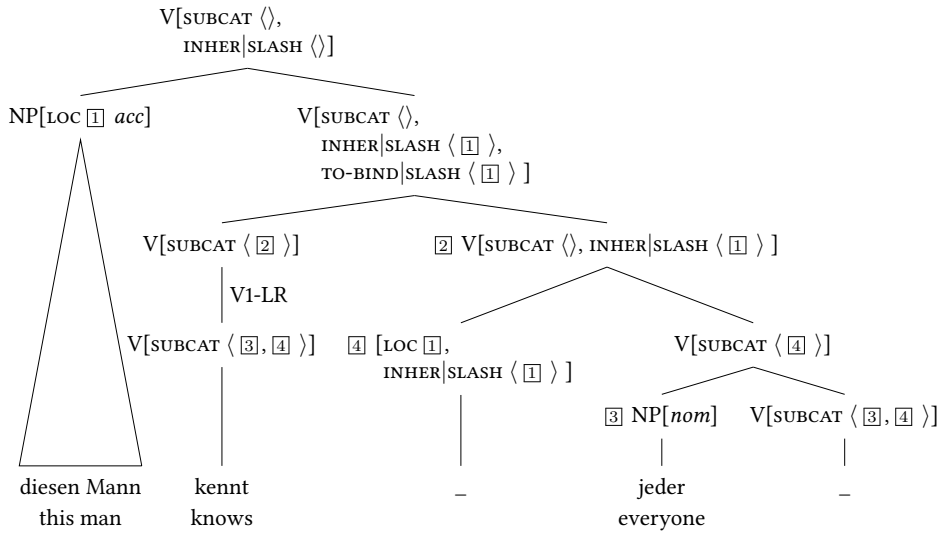 V[SUBCAT ⟨⟩,
INHER|SLASH ⟨⟩]
NP[LOC 1 acc]
V[SUBCAT ⟨⟩,
INHER|SLASH ⟨ 1 ⟩,
TO-BIND|SLASH ⟨ 1 ⟩ ]
V[SUBCAT ⟨ 2 ⟩]
2 V[SUBCAT ⟨⟩, INHER|SLASH ⟨ 1 ⟩ ]
V1-LR
V[SUBCAT ⟨ 3, 4 ⟩]
4 [LOC 1,
INHER|SLASH ⟨ 1 ⟩ ]
V[SUBCAT ⟨ 4 ⟩]
3 NP[nom]
V[SUBCAT ⟨ 3, 4 ⟩]
diesen Mann kennt _ jeder _
this man knows everyone